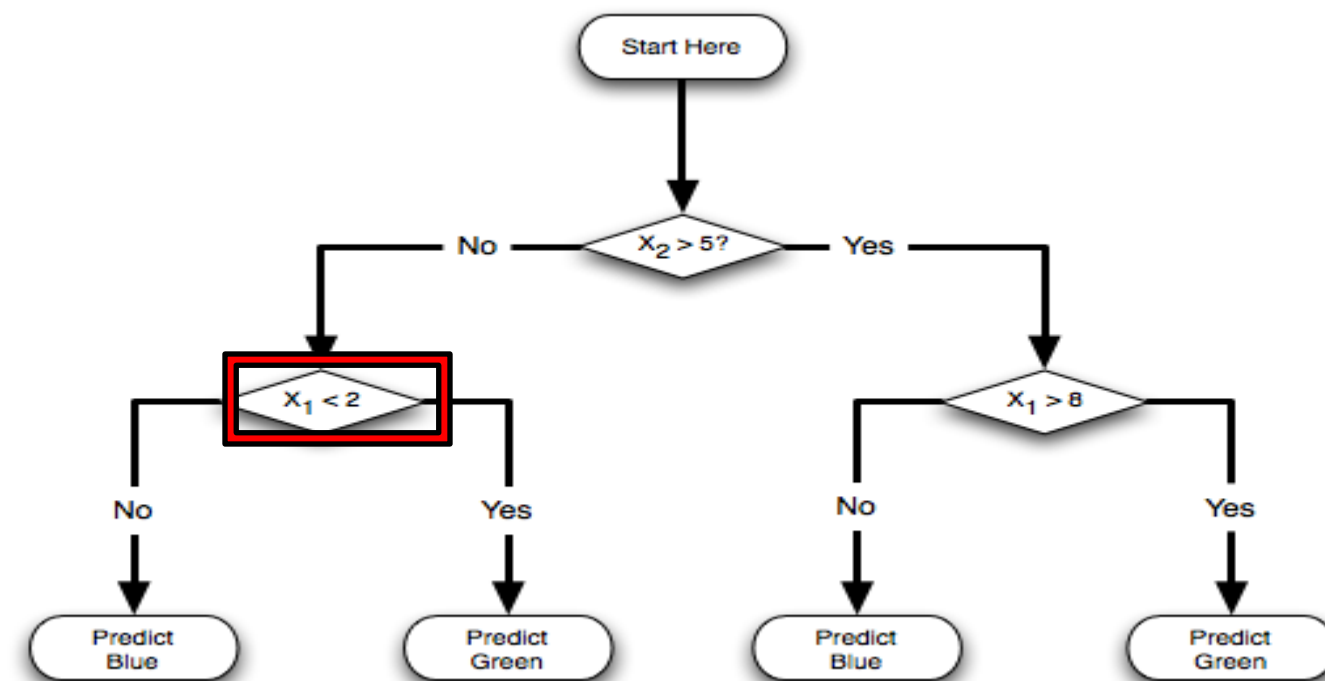 Start Here
No
X₂ > 5?
Yes
X₁ < 2
X₁ > 8
No
Yes
No
Yes
Predict
Blue
Predict
Green
Predict
Blue
Predict
Green